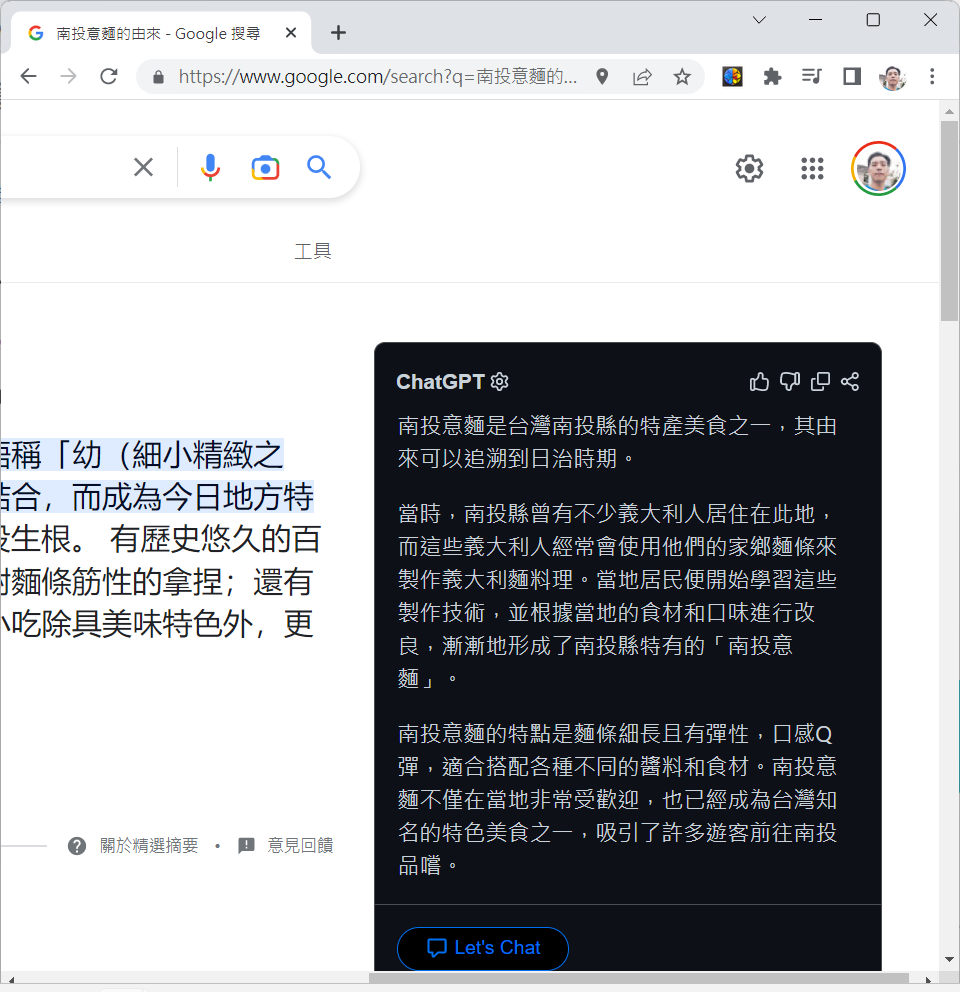 南投意麵的由來 - Google 搜尋
https://www.google.com/search?q=南投意麵的...
工具
稱「幼（細小精緻之
合，而成為今日地方特
生根。 有歷史悠久的百
麵條筋性的拿捏；還有
吃除具美味特色外，更
關於精選摘要 • 意見回饋
ChatGPT
南投意麵是台灣南投縣的特產美食之一，其由
來可以追溯到日治時期。
當時，南投縣曾有不少義大利人居住在此地，
而這些義大利人經常會使用他們的家鄉麵條來
製作義大利麵料理。當地居民便開始學習這些
製作技術，並根據當地的食材和口味進行改
良，漸漸地形成了南投縣特有的「南投意
麵」。
南投意麵的特點是麵條細長且有彈性，口感Q
彈，適合搭配各種不同的醬料和食材。南投意
麵不僅在當地非常受歡迎，也已經成為台灣知
名的特色美食之一，吸引了許多遊客前往南投
品嚐。
Let's Chat